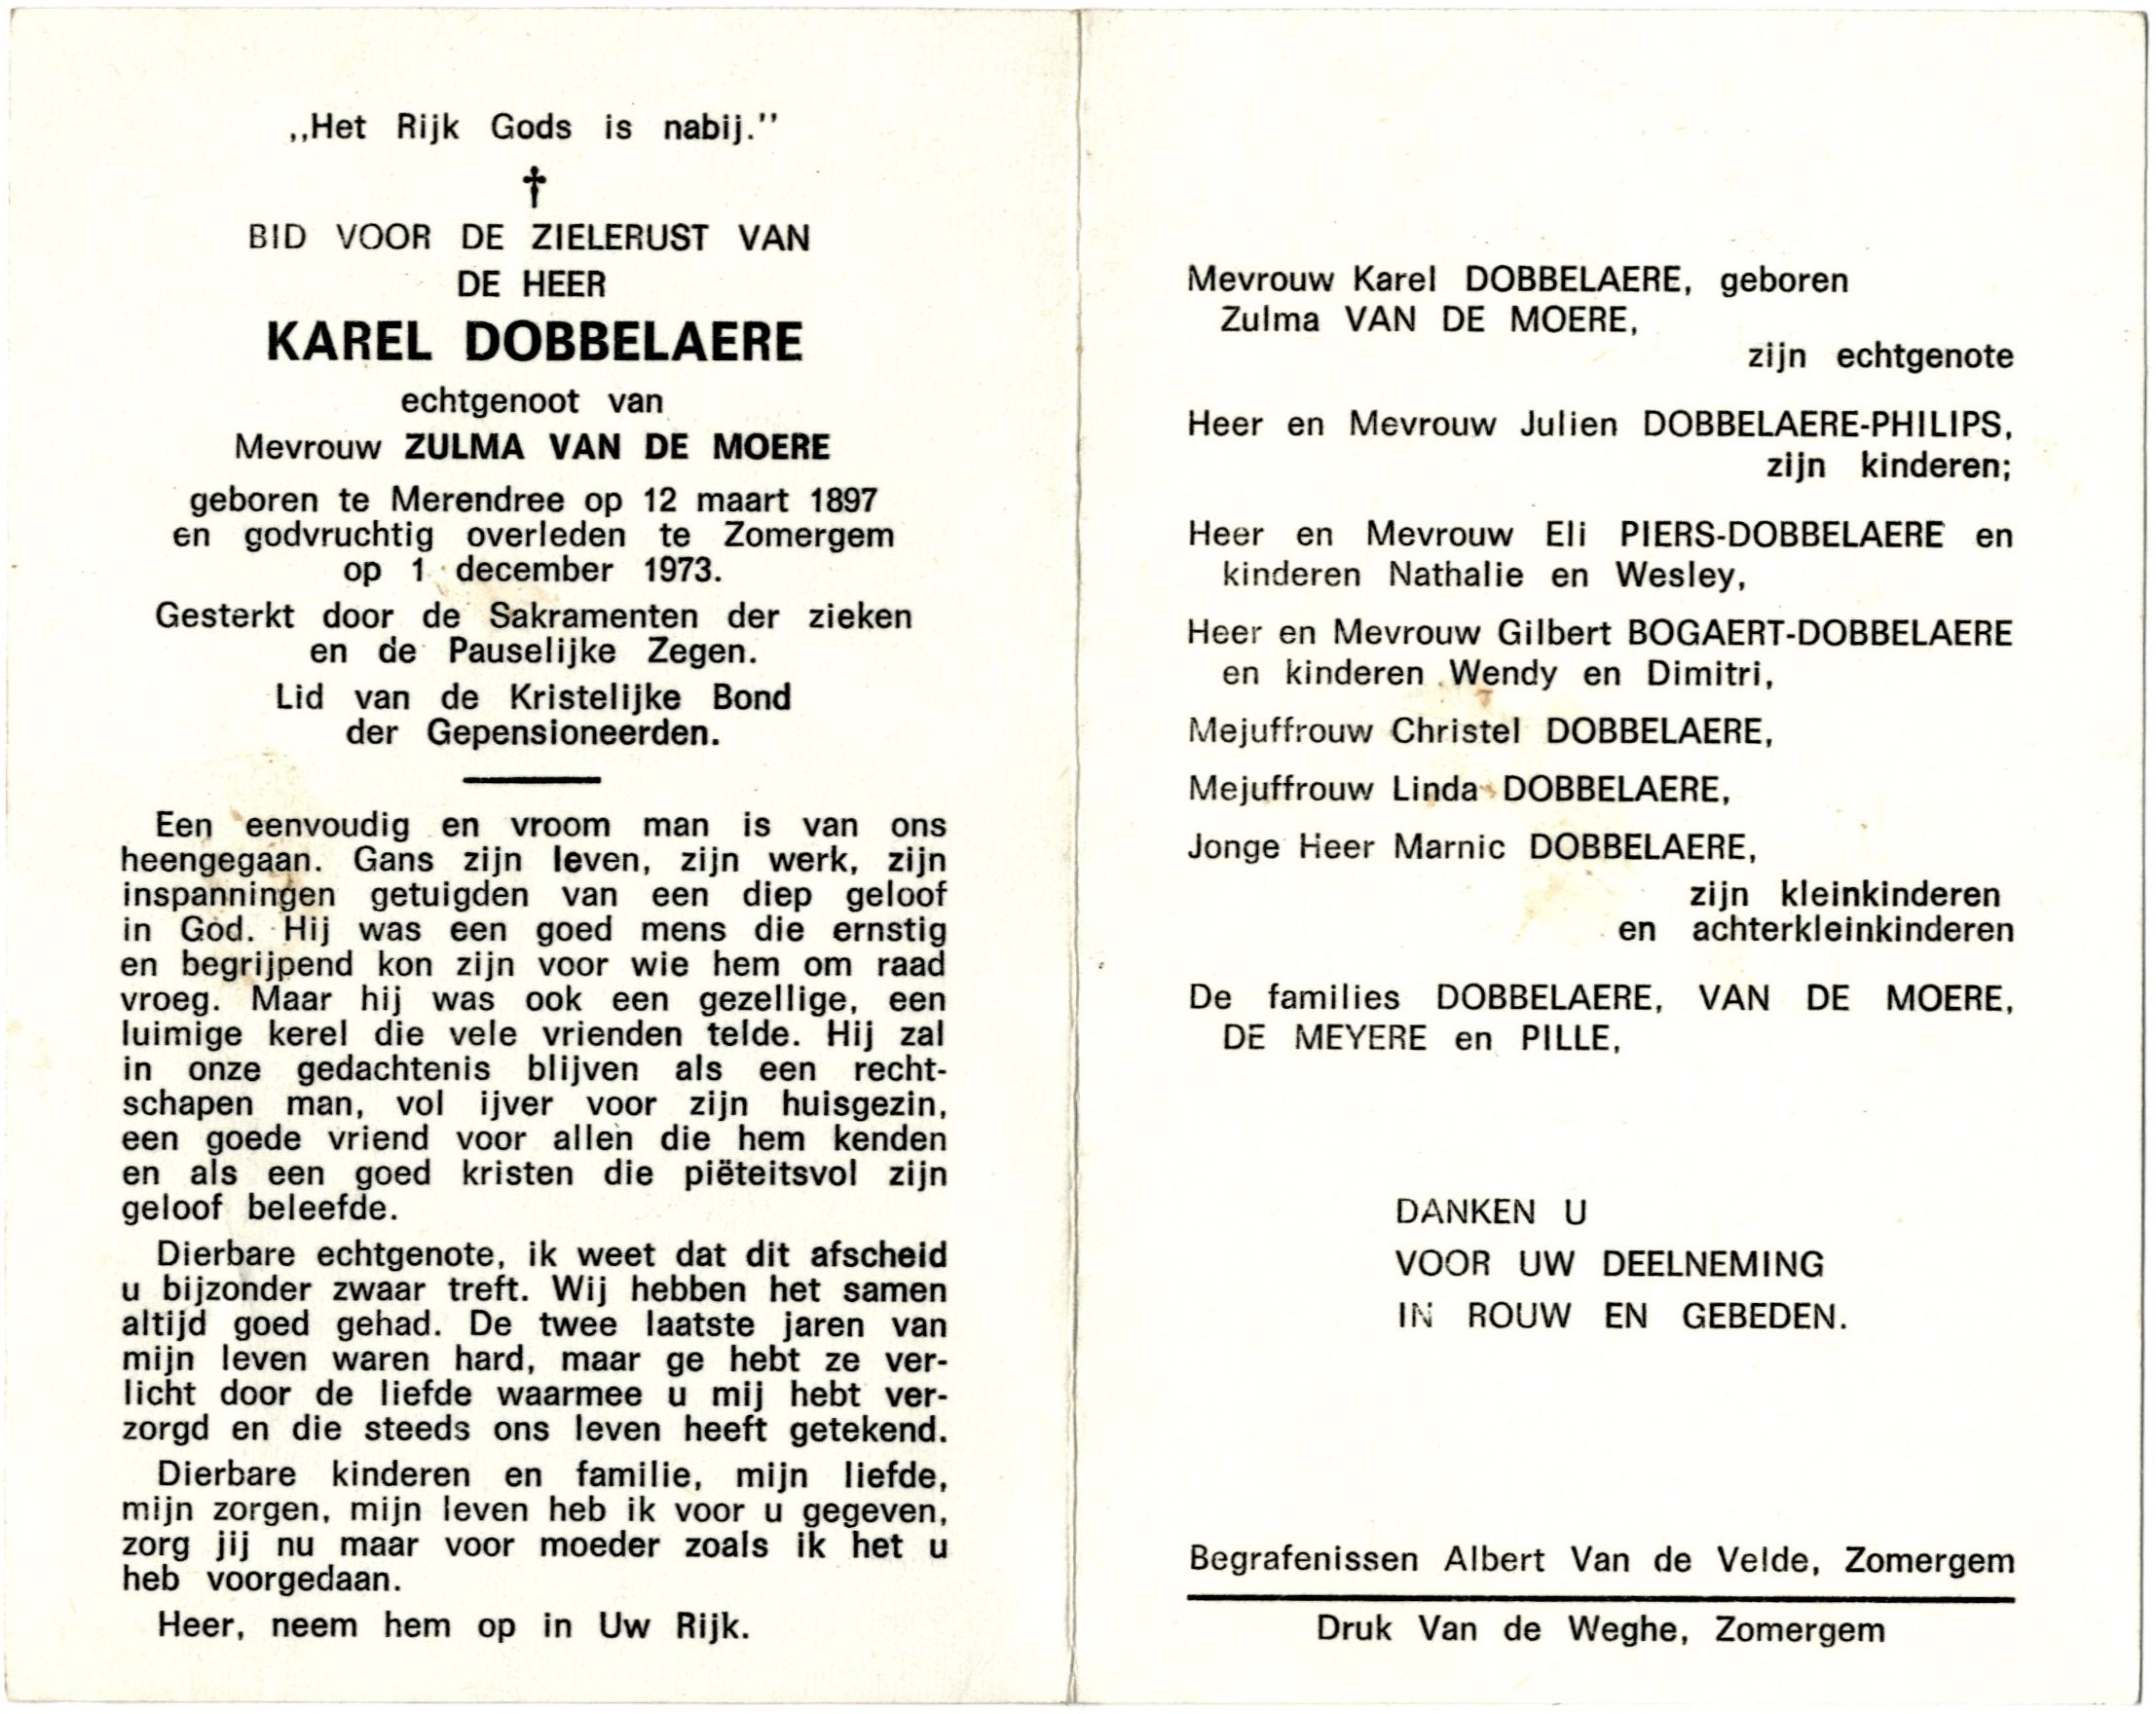 ,,Het Rijk Gods is nabij.''
†
BID VOOR DE ZIELERUST VAN
DE HEER
KAREL DOBBELAERE
echtgenoot van
Mevrouw ZULMA VAN DE MOERE
geboren te Merendree op 12 maart 1897
en godvruchtig overleden te Zomergem
op 1 december 1973.
Gesterkt door de Sakramenten der zieken
en de Pauselijke Zegen.
Lid van de Kristelijke Bond
der Gepensioneerden.
Een eenvoudig en vroom man is van ons
heengegaan. Gans zijn leven, zijn werk, zijn
inspanningen getuigden van een diep geloof
in God. Hij was een goed mens die ernstig
en begrijpend kon zijn voor wie hem om raad
vroeg. Maar hij was ook een gezellige, een
luimige kerel die vele vrienden telde. Hij zal
in onze gedachtenis blijven als een recht-
schapen man, vol ijver voor zijn huisgezin,
een goede vriend voor allen die hem kenden
en als een goed kristen die piëteitsvol zijn
geloof beleefde.
Dierbare echtgenote, ik weet dat dit afscheid
u bijzonder zwaar treft. Wij hebben het samen
altijd goed gehad. De twee laatste jaren van
mijn leven waren hard, maar ge hebt ze ver-
licht door de liefde waarmee u mij hebt ver-
zorgd en die steeds ons leven heeft getekend.
Dierbare kinderen en familie, mijn liefde,
mijn zorgen, mijn leven heb ik voor u gegeven,
zorg jij nu maar voor moeder zoals ik het u
heb voorgedaan.
Heer, neem hem op in Uw Rijk.
Mevrouw Karel DOBBELAERE, geboren
Zulma VAN DE MOERE,
zijn echtgenote
Heer en Mevrouw Julien DOBBELAERE-PHILIPS,
zijn kinderen;
Heer en Mevrouw Eli PIERS-DOBBELAERE en
kinderen Nathalie en Wesley,
Heer en Mevrouw Gilbert BOGAERT-DOBBELAERE
en kinderen Wendy en Dimitri,
Mejuffrouw Christel DOBBELAERE,
Mejuffrouw Linda DOBBELAERE,
Jonge Heer Marnic DOBBELAERE,
zijn kleinkinderen
en achterkleinkinderen
De families DOBBELAERE, VAN DE MOERE,
DE MEYERE en PILLE,
DANKEN U
VOOR UW DEELNEMING
IN ROUW EN GEBEDEN.
Begrafenissen Albert Van de Velde, Zomergem
Druk Van de Weghe, Zomergem